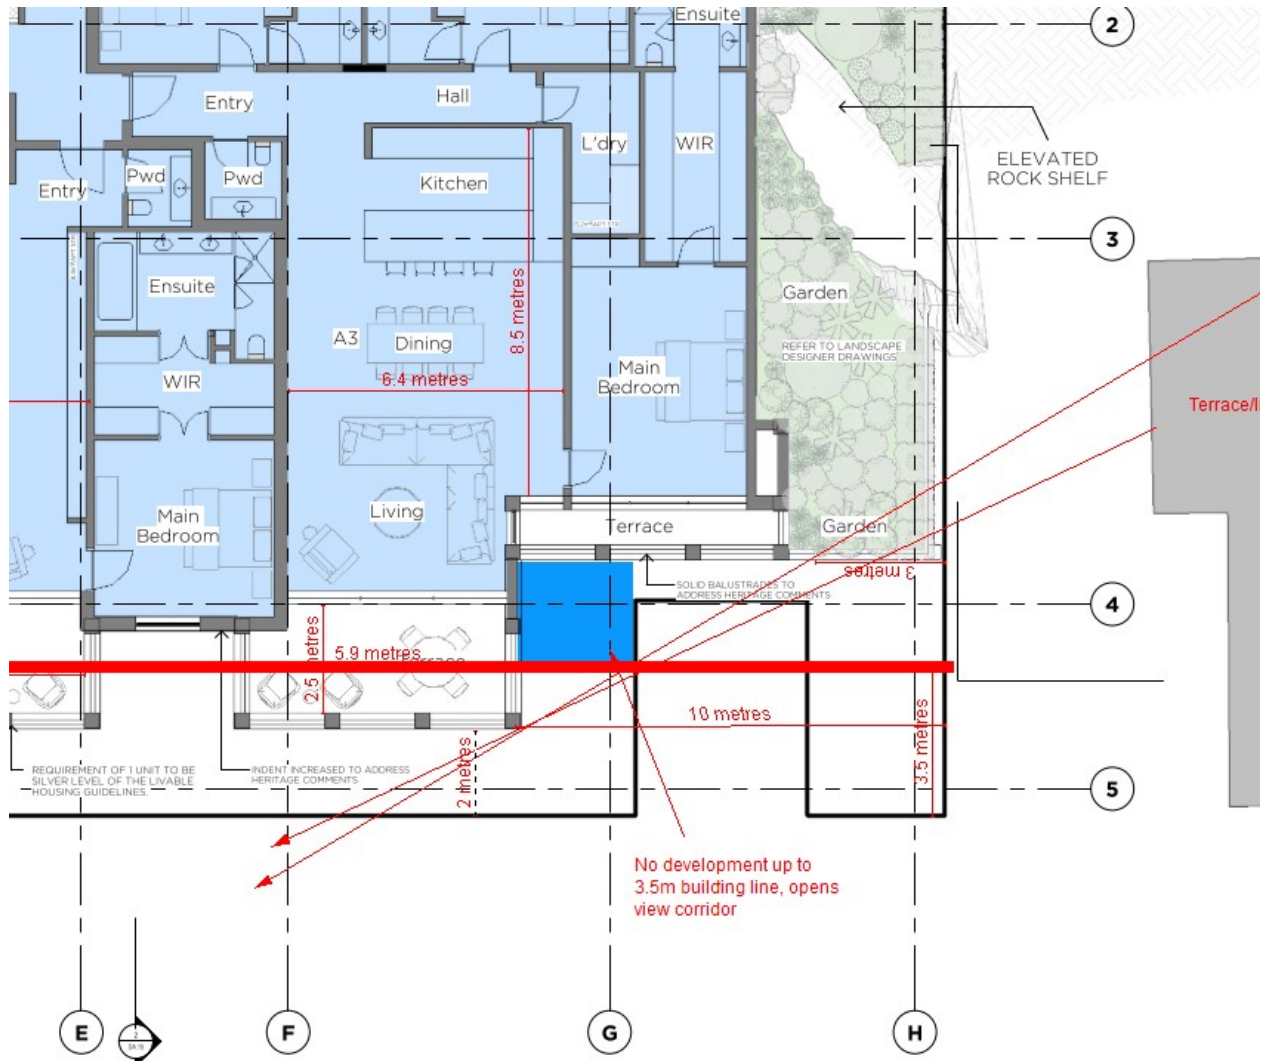 Ensuite
2
Entry
Hall
ELEVATED
ROCK SHELF
L'dry
WIR
Entry
Pwd
Pwd
Kitchen
3
Ensuite
Garden
8.5 metres
A3
Dining
REFER TO LANDSCAPE
DESIGNER DRAWINGS
Main
Bedroom
6.4 metres
WIR
Terrace/I
Main
Bedroom
Living
Terrace
Garden
3 metres
SOLID BALUSTRADES TO
ADDRESS HERITAGE COMMENTS
4
2.5 metres
5.9 metres
Terrace
10 metres
3.5 metres
2 metres
REQUIREMENT OF 1 UNIT TO BE
SILVER LEVEL OF THE LIVABLE
HOUSING GUIDELINES.
INDENT INCREASED TO ADDRESS
HERITAGE COMMENTS
5
No development up to
3.5m building line, opens
view corridor
E
F
G
H
2